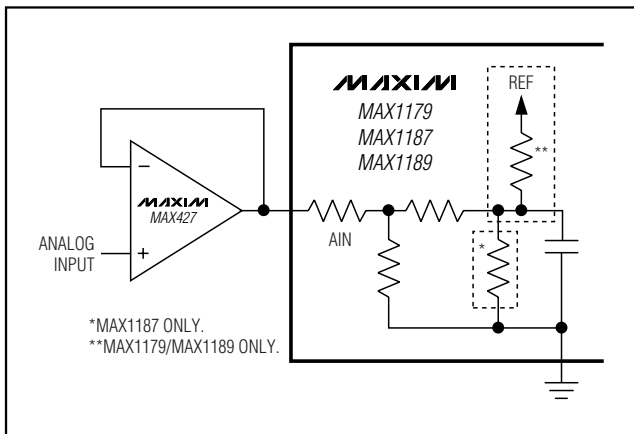 MAXIM
MAX1179
MAX1187
MAX1189
REF
**
−
MAXIM
MAX427
+
ANALOG
INPUT
AIN
*
*MAX1187 ONLY.
**MAX1179/MAX1189 ONLY.